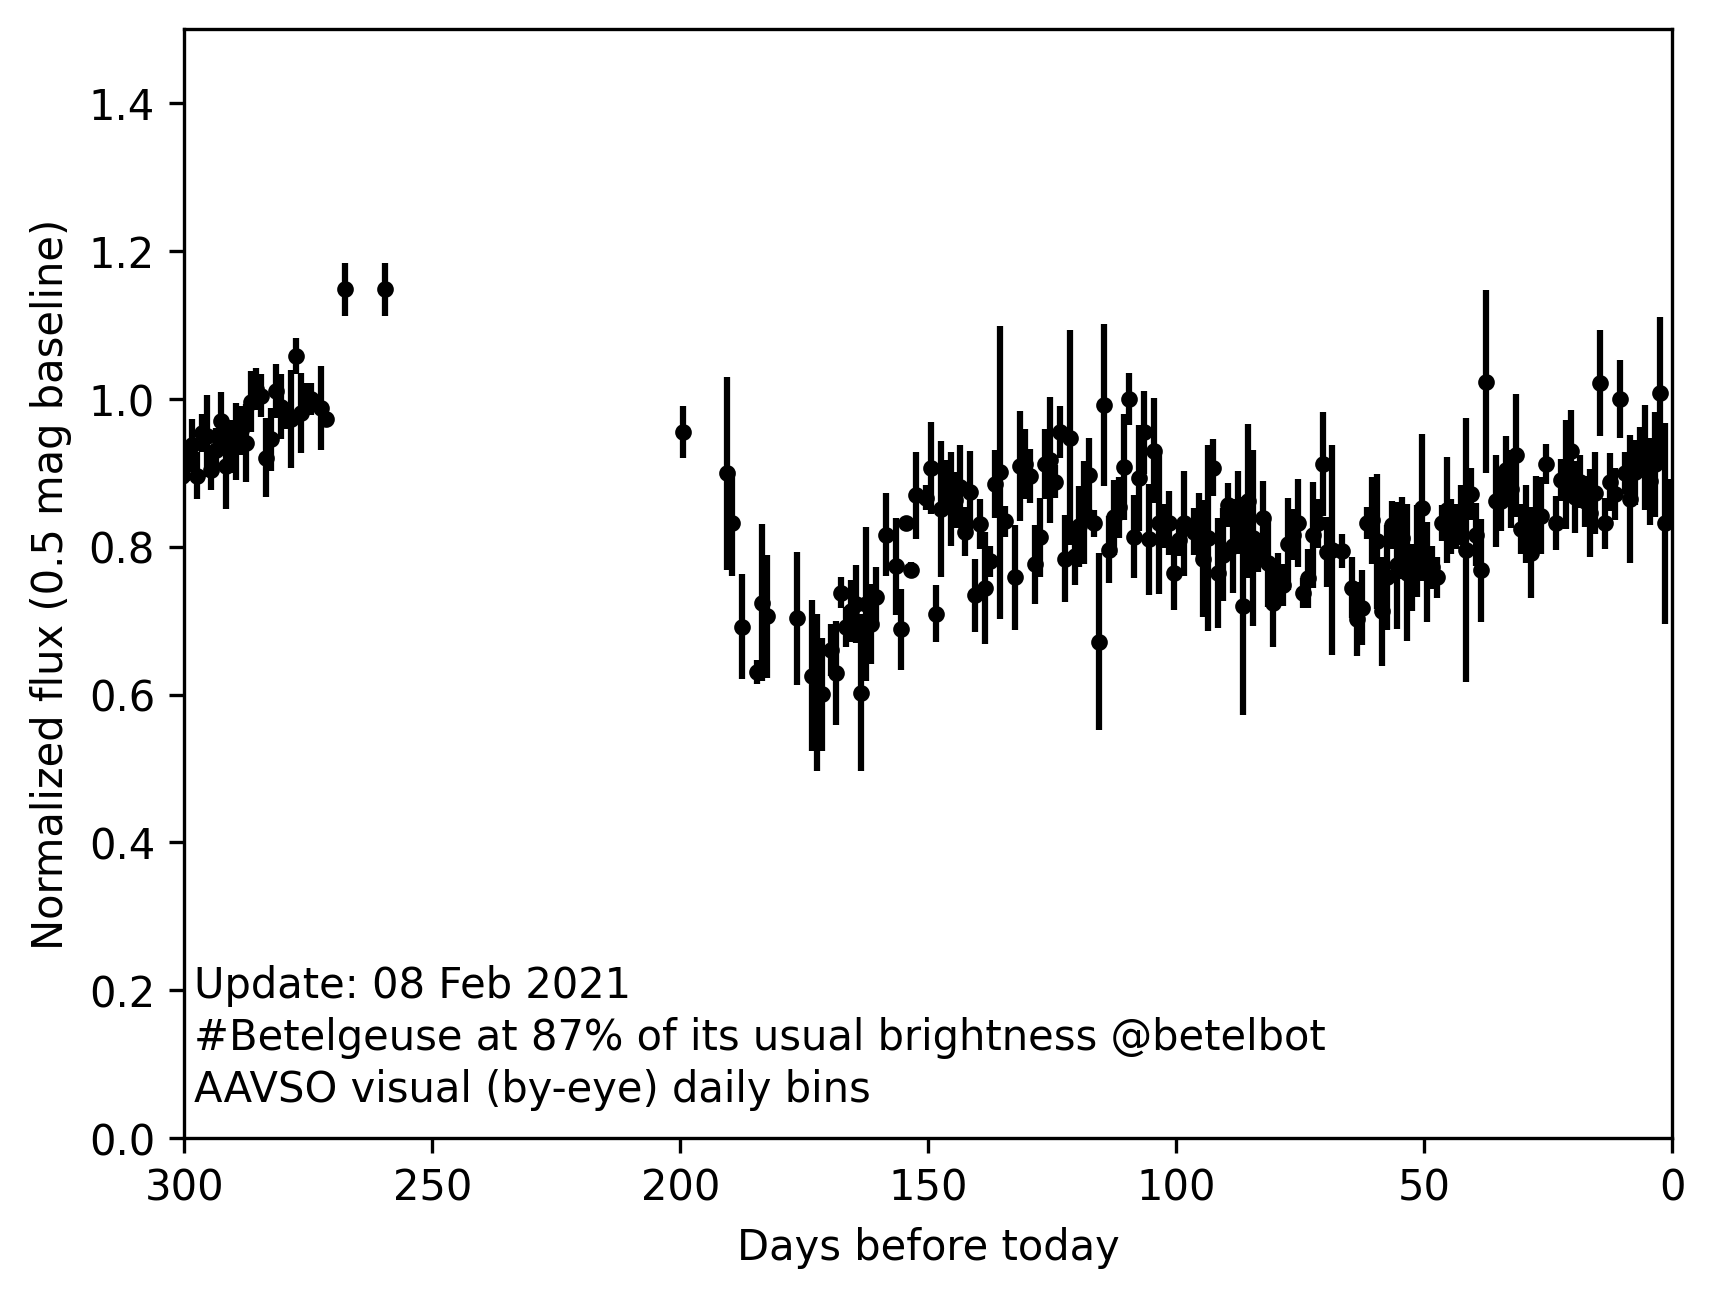 1.4
1.2
1.0
0.8
0.6
0.4
0.2
0.0
Normalized flux (0.5 mag baseline)
Update: 08 Feb 2021
#Betelgeuse at 87% of its usual brightness @betelbot
AAVSO visual (by-eye) daily bins
300 250 200 150 100 50 0
Days before today